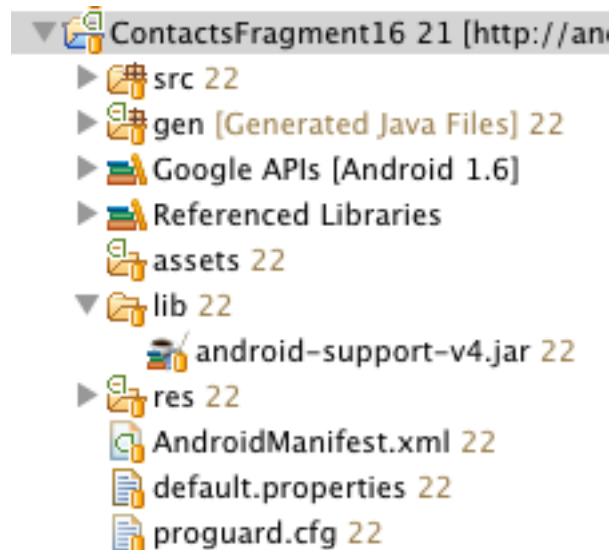 ContactsFragment16 21 [http://and
src 22
gen [Generated Java Files] 22
Google APIs [Android 1.6]
Referenced Libraries
assets 22
lib 22
android-support-v4.jar 22
res 22
AndroidManifest.xml 22
default.properties 22
proguard.cfg 22